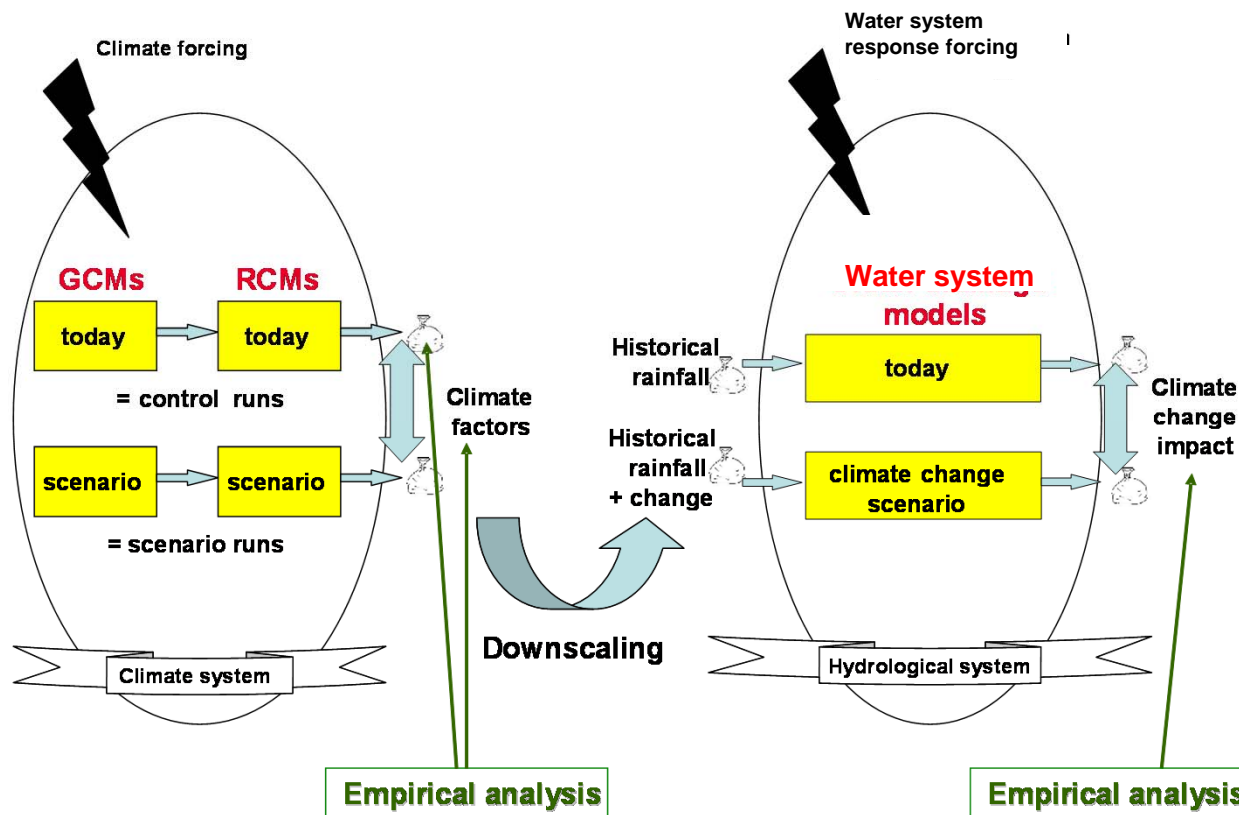 Climate forcing
GCMs
RCMs
today
today
= control runs
scenario
scenario
= scenario runs
Climate system
Climate
factors
Downscaling
Empirical analysis
Water system
response forcing
Water system
models
Historical
rainfall
today
Historical
rainfall
+ change
climate change
scenario
Climate
change
impact
Hydrological system
Empirical analysis